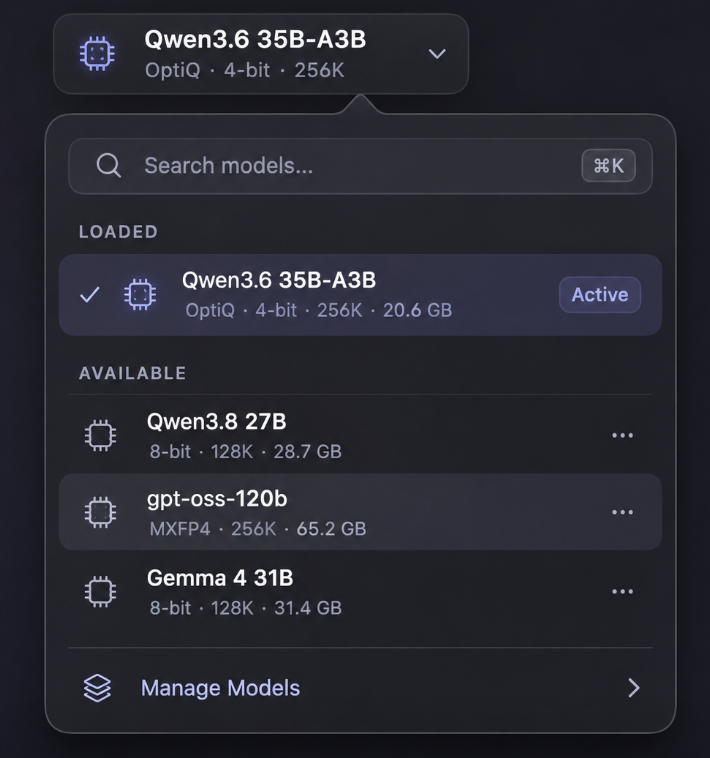 Qwen3.6 35B-A3B
OptiQ · 4-bit · 256K
Search models...
⌘K
LOADED
Qwen3.6 35B-A3B
OptiQ · 4-bit · 256K · 20.6 GB
Active
AVAILABLE
Qwen3.8 27B
8-bit · 128K · 28.7 GB
gpt-oss-120b
MXFP4 · 256K · 65.2 GB
Gemma 4 31B
8-bit · 128K · 31.4 GB
Manage Models